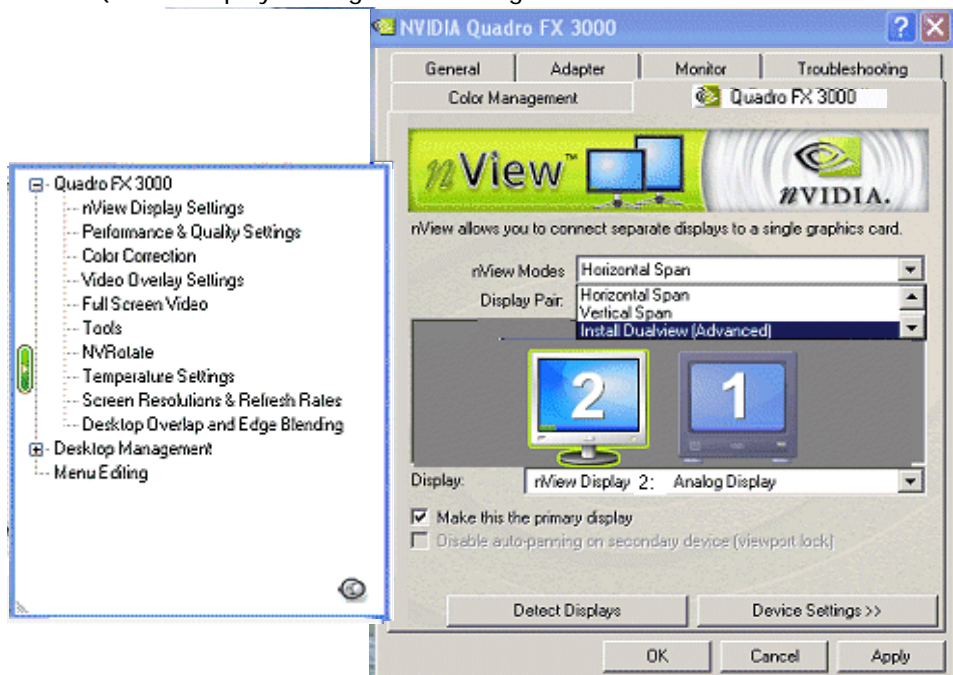 NVIDIA Quadro FX 3000
General Adapter Monitor Troubleshooting
Color Management Quadro FX 3000
nView™ nVIDIA.
nView allows you to connect separate displays to a single graphics card.
nView Modes Horizontal Span
Display Pair: Horizontal Span
Vertical Span
Install Dualview (Advanced)
2 1
Display: nView Display 2: Analog Display
Make this the primary display
Disable auto-panning on secondary device (viewport lock)
Detect Displays Device Settings >>
OK Cancel Apply
Quadro FX 3000
nView Display Settings
Performance & Quality Settings
Color Correction
Video Overlay Settings
Full Screen Video
Tools
NVRotate
Temperature Settings
Screen Resolutions & Refresh Rates
Desktop Overlap and Edge Blending
Desktop Management
Menu Editing